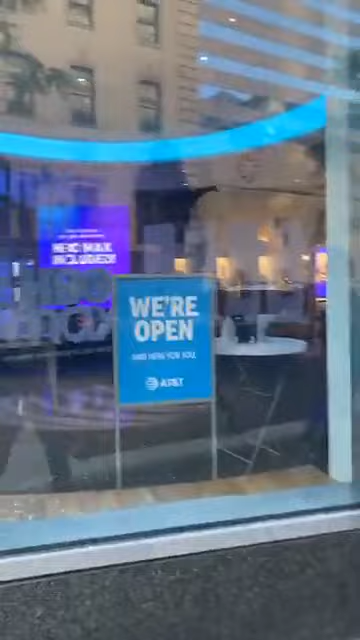 HBO MAX
INCLUDED!
WE'RE
OPEN
AND HERE FOR YOU.
AT&T